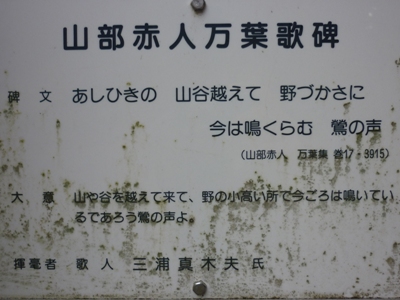 山部赤人万葉歌碑
碑文 あしひきの 山谷越えて 野づかさに
今は鳴くらむ 鶯の声
(山部赤人 万葉集 巻17・3915)
大意 山や谷を越えて来て、野の小高い所で今ごろは鳴いてい
るであろう鶯の声よ。
揮毫者 歌人 三浦真木夫 氏